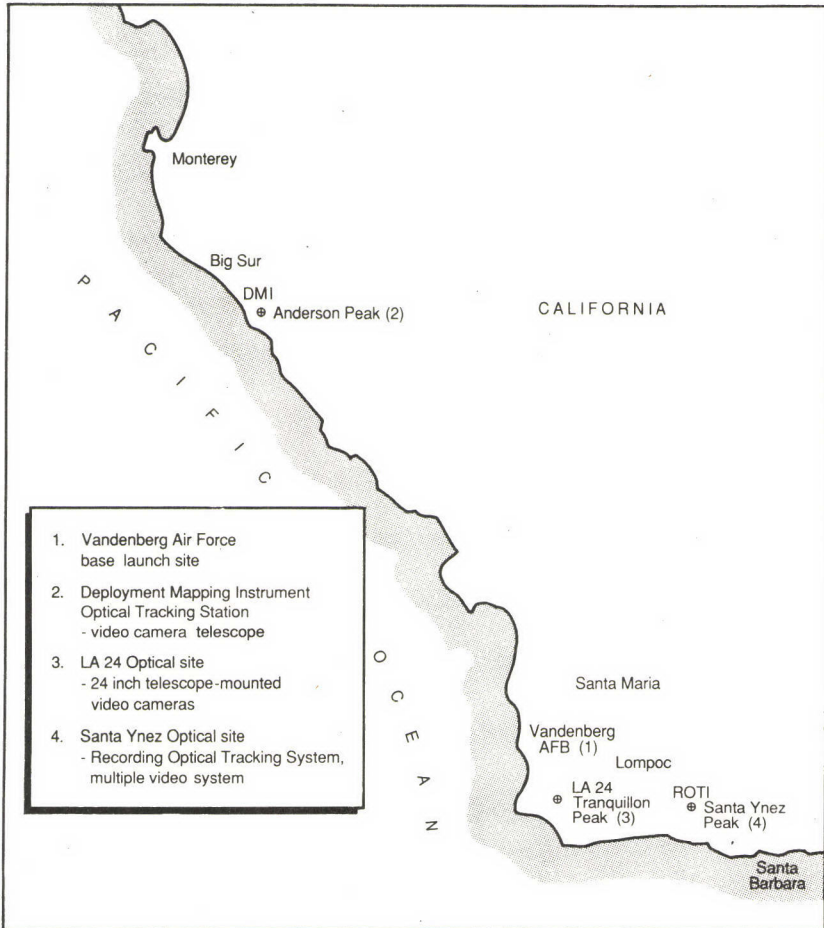 Monterey
Big Sur
DMI
Anderson Peak (2)
CALIFORNIA
PACIFIC
OCEAN
1. Vandenberg Air Force
base launch site
2. Deployment Mapping Instrument
Optical Tracking Station
- video camera telescope
3. LA 24 Optical site
- 24 inch telescope-mounted
video cameras
4. Santa Ynez Optical site
- Recording Optical Tracking System,
multiple video system
Santa Maria
Vandenberg
AFB (1)
Lompoc
LA 24
Tranquillon
Peak (3)
ROTI
Santa Ynez
Peak (4)
Santa
Barbara